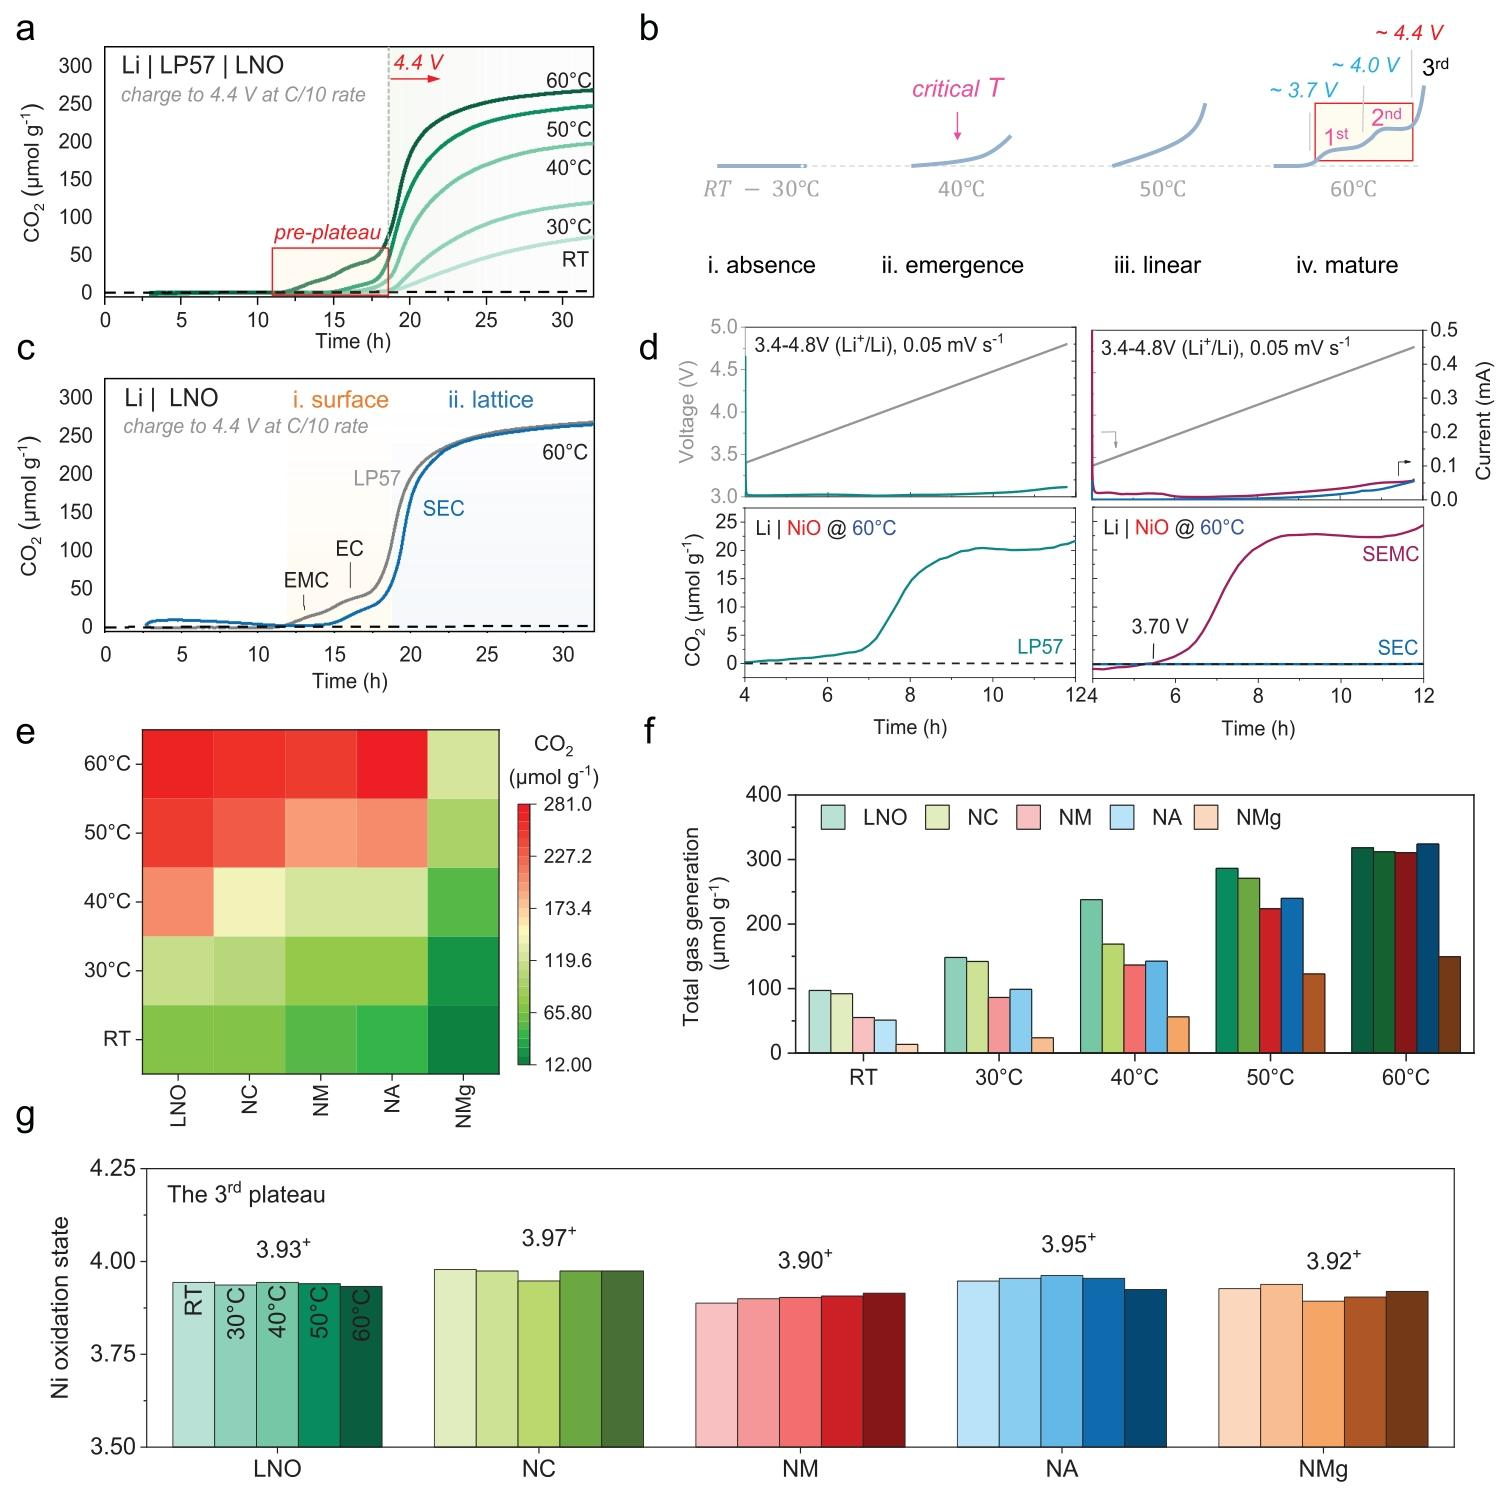 a
Li | LP57 | LNO
charge to 4.4 V at C/10 rate
4.4 V
pre-plateau
60°C
50°C
40°C
30°C
RT
CO₂ (μmol g⁻¹)
300
250
200
150
100
50
0
0 5 10 15 20 25 30
Time (h)
b
~ 4.4 V
~ 4.0 V
~ 3.7 V
3rd
2nd
1st
critical T
RT − 30°C
40°C
50°C
60°C
i. absence
ii. emergence
iii. linear
iv. mature
c
Li | LNO
i. surface
ii. lattice
charge to 4.4 V at C/10 rate
60°C
LP57
SEC
EC
EMC
CO₂ (μmol g⁻¹)
300
250
200
150
100
50
0
0 5 10 15 20 25 30
Time (h)
d
3.4-4.8V (Li⁺/Li), 0.05 mV s⁻¹
Voltage (V)
5.0
4.5
4.0
3.5
3.0
3.4-4.8V (Li⁺/Li), 0.05 mV s⁻¹
0.5
0.4
0.3
0.2
0.1
0.0
Current (mA)
Li | NiO @ 60°C
LP57
CO₂ (μmol g⁻¹)
25
20
15
10
5
0
4 6 8 10 12
Time (h)
Li | NiO @ 60°C
SEMC
3.70 V
SEC
24 6 8 10 12
Time (h)
e
60°C
50°C
40°C
30°C
RT
LNO NC NM NA NMg
CO₂
(μmol g⁻¹)
281.0
227.2
173.4
119.6
65.80
12.00
f
Total gas generation
(μmol g⁻¹)
400
300
200
100
0
LNO NC NM NA NMg
RT 30°C 40°C 50°C 60°C
g
The 3rd plateau
Ni oxidation state
4.25
4.00
3.75
3.50
3.93⁺
3.97⁺
3.90⁺
3.95⁺
3.92⁺
RT 30°C 40°C 50°C 60°C
LNO NC NM NA NMg